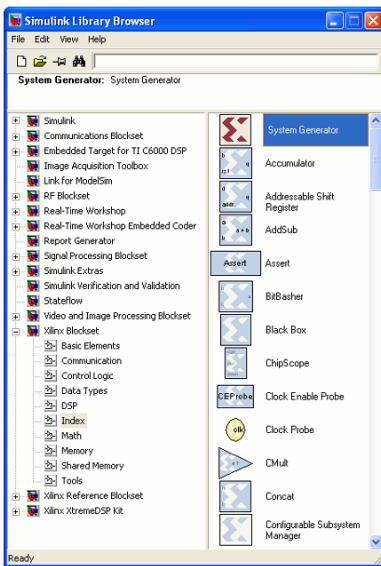 Simulink Library Browser
File Edit View Help
System Generator: System Generator
Simulink
Communications Blockset
Embedded Target for TI C6000 DSP
Image Acquisition Toolbox
Link for ModelSim
RF Blockset
Real-Time Workshop
Real-Time Workshop Embedded Coder
Report Generator
Signal Processing Blockset
Simulink Extras
Simulink Verification and Validation
Stateflow
Video and Image Processing Blockset
Xilinx Blockset
Basic Elements
Communication
Control Logic
Data Types
DSP
Index
Math
Memory
Shared Memory
Tools
Xilinx Reference Blockset
Xilinx XtremeDSP Kit
System Generator
Accumulator
Addressable Shift
Register
AddSub
Assert
Assert
BitBasher
Black Box
ChipScope
CEProbe
Clock Enable Probe
clk
Clock Probe
CMult
Concat
Configurable Subsystem
Manager
Ready